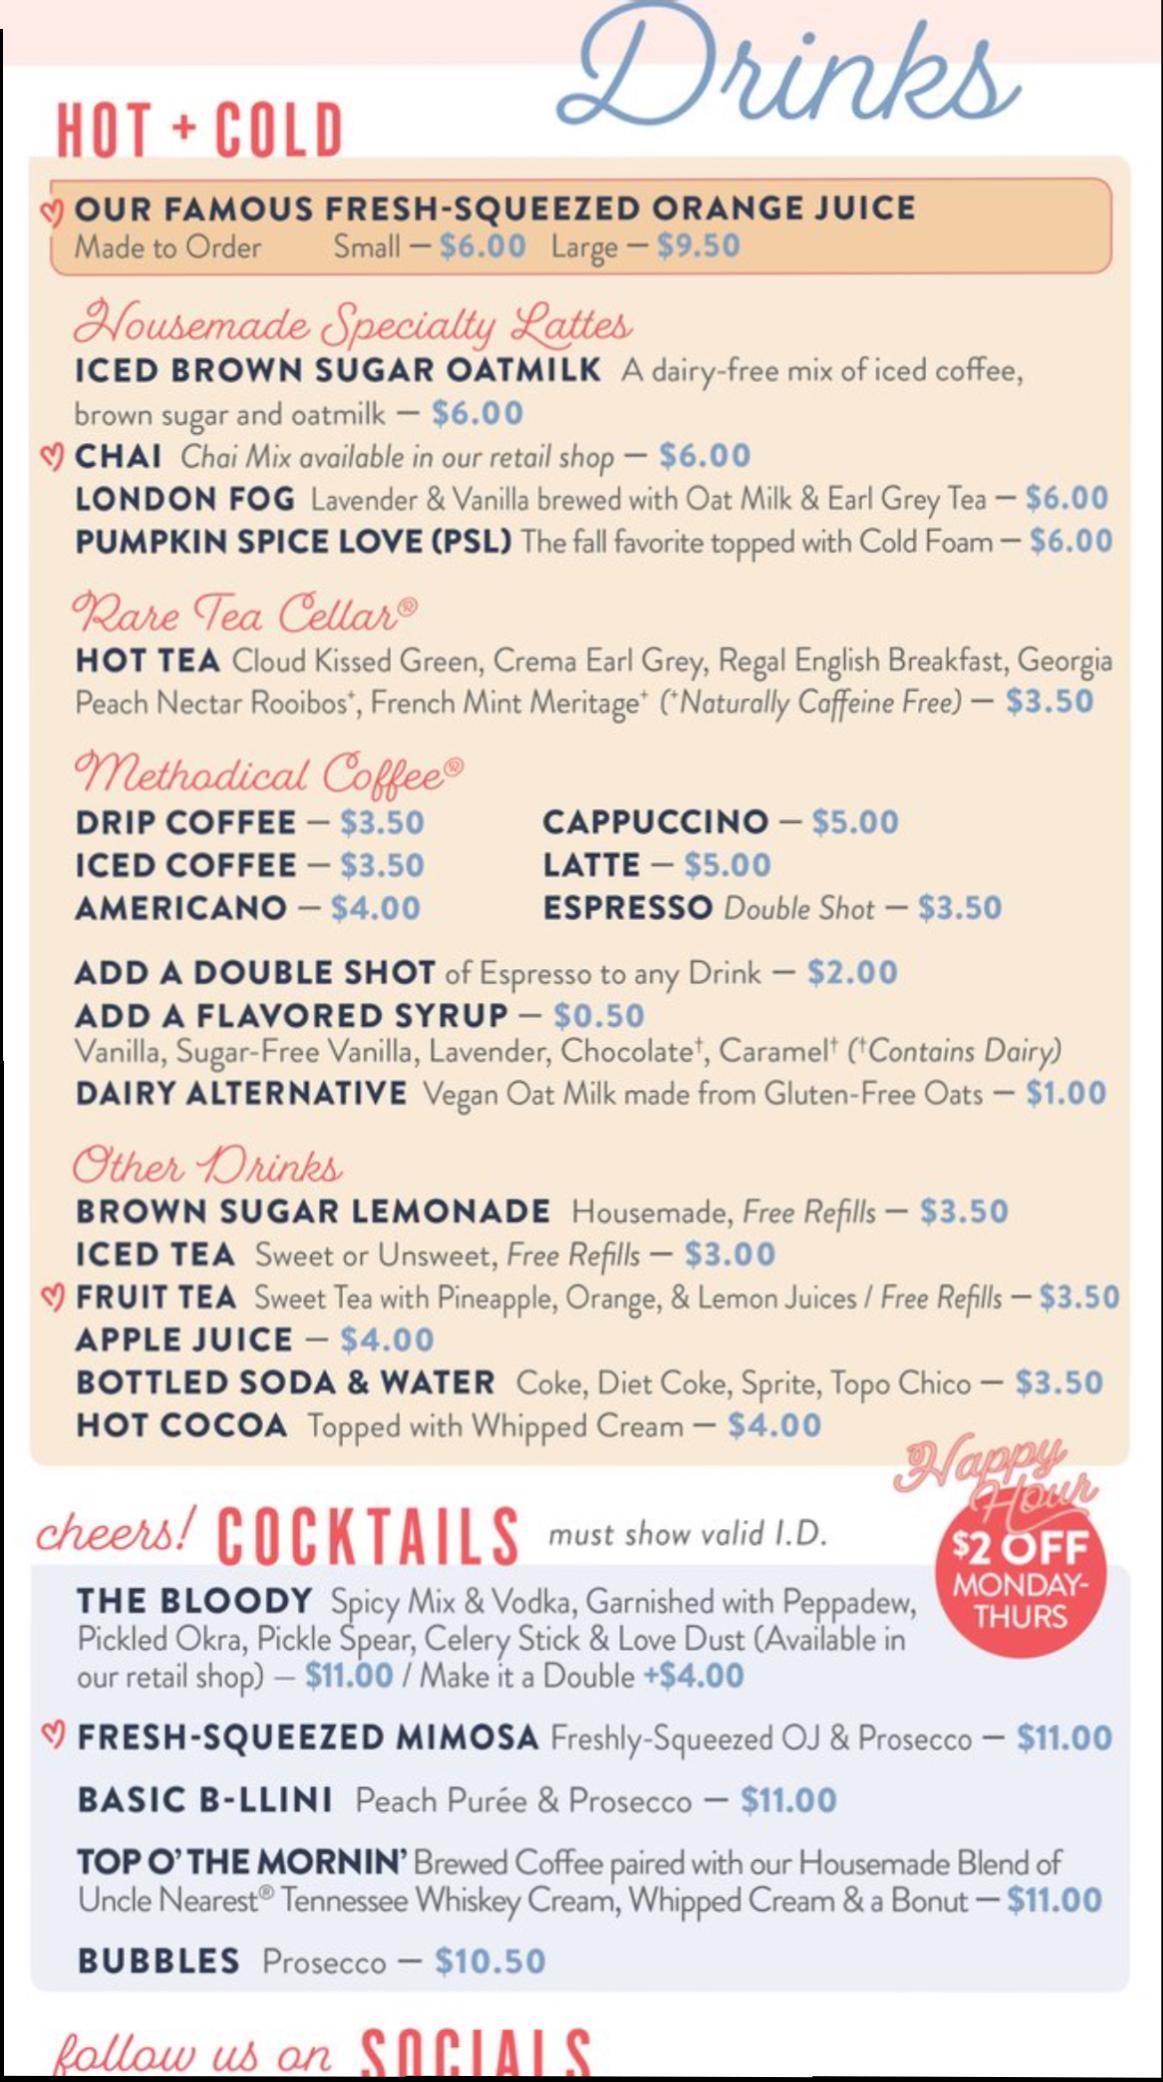 Drinks
HOT + COLD
OUR FAMOUS FRESH-SQUEEZED ORANGE JUICE
Made to Order Small — $6.00 Large — $9.50
Housemade Specialty Lattes
ICED BROWN SUGAR OATMILK A dairy-free mix of iced coffee,
brown sugar and oatmilk — $6.00
CHAI Chai Mix available in our retail shop — $6.00
LONDON FOG Lavender & Vanilla brewed with Oat Milk & Earl Grey Tea — $6.00
PUMPKIN SPICE LOVE (PSL) The fall favorite topped with Cold Foam — $6.00
Rare Tea Cellar®
HOT TEA Cloud Kissed Green, Crema Earl Grey, Regal English Breakfast, Georgia
Peach Nectar Rooibos⁺, French Mint Meritage⁺ (⁺Naturally Caffeine Free) — $3.50
Methodical Coffee®
DRIP COFFEE — $3.50 CAPPUCCINO — $5.00
ICED COFFEE — $3.50 LATTE — $5.00
AMERICANO — $4.00 ESPRESSO Double Shot — $3.50
ADD A DOUBLE SHOT of Espresso to any Drink — $2.00
ADD A FLAVORED SYRUP — $0.50
Vanilla, Sugar-Free Vanilla, Lavender, Chocolate†, Caramel† (†Contains Dairy)
DAIRY ALTERNATIVE Vegan Oat Milk made from Gluten-Free Oats — $1.00
Other Drinks
BROWN SUGAR LEMONADE Housemade, Free Refills — $3.50
ICED TEA Sweet or Unsweet, Free Refills — $3.00
FRUIT TEA Sweet Tea with Pineapple, Orange, & Lemon Juices / Free Refills — $3.50
APPLE JUICE — $4.00
BOTTLED SODA & WATER Coke, Diet Coke, Sprite, Topo Chico — $3.50
HOT COCOA Topped with Whipped Cream — $4.00
Happy
Hour
$2 OFF
MONDAY-
THURS
cheers! COCKTAILS must show valid I.D.
THE BLOODY Spicy Mix & Vodka, Garnished with Peppadew,
Pickled Okra, Pickle Spear, Celery Stick & Love Dust (Available in
our retail shop) — $11.00 / Make it a Double +$4.00
FRESH-SQUEEZED MIMOSA Freshly-Squeezed OJ & Prosecco — $11.00
BASIC B-LLINI Peach Purée & Prosecco — $11.00
TOP O' THE MORNIN' Brewed Coffee paired with our Housemade Blend of
Uncle Nearest® Tennessee Whiskey Cream, Whipped Cream & a Bonut — $11.00
BUBBLES Prosecco — $10.50
follow us on SOCIALS